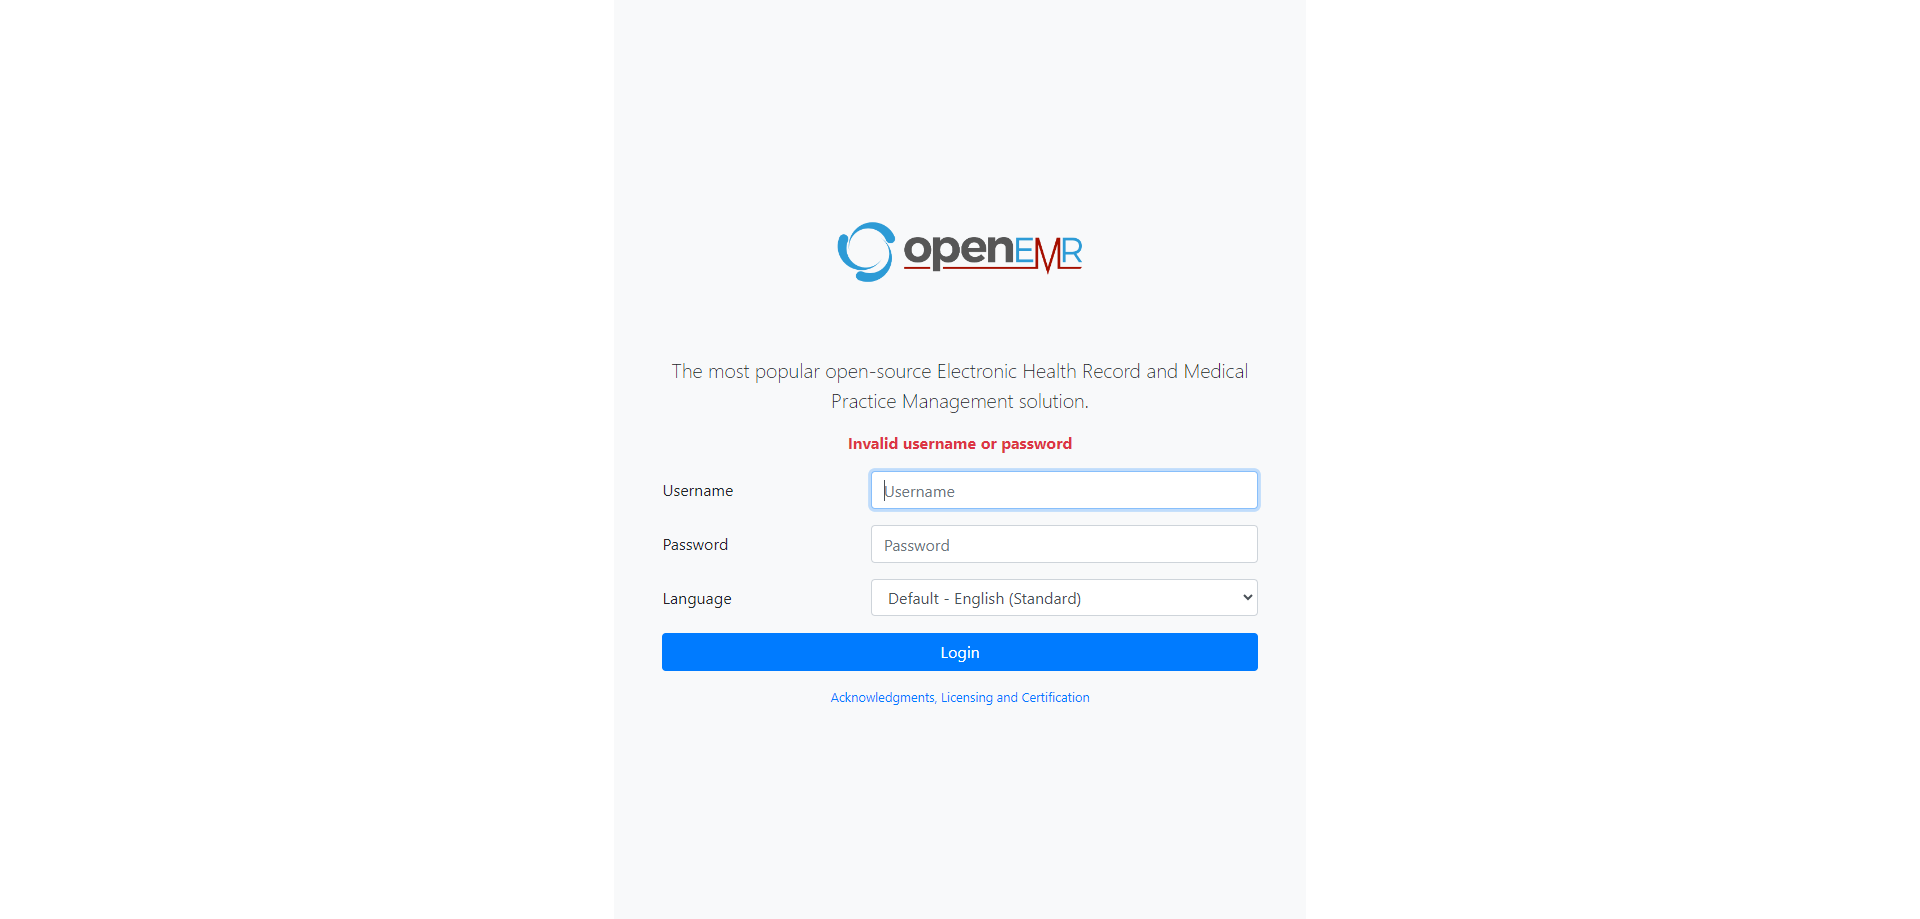 openEMR
The most popular open-source Electronic Health Record and Medical
Practice Management solution.
Invalid username or password
Username
Username
Password
Password
Language
Default - English (Standard)
Login
Acknowledgments, Licensing and Certification